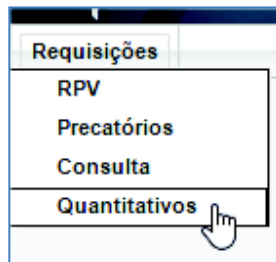 Requisições
RPV
Precatórios
Consulta
Quantitativos